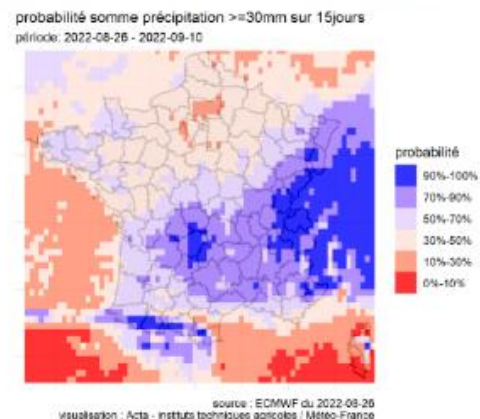 probabilité somme précipitation >=30mm sur 15jours
période: 2022-08-26 - 2022-09-10
probabilité
90%-100%
70%-90%
50%-70%
30%-50%
10%-30%
0%-10%
source : ECMWF du 2022-08-26
visualisation : Acta - instituts techniques agricoles / Météo-France